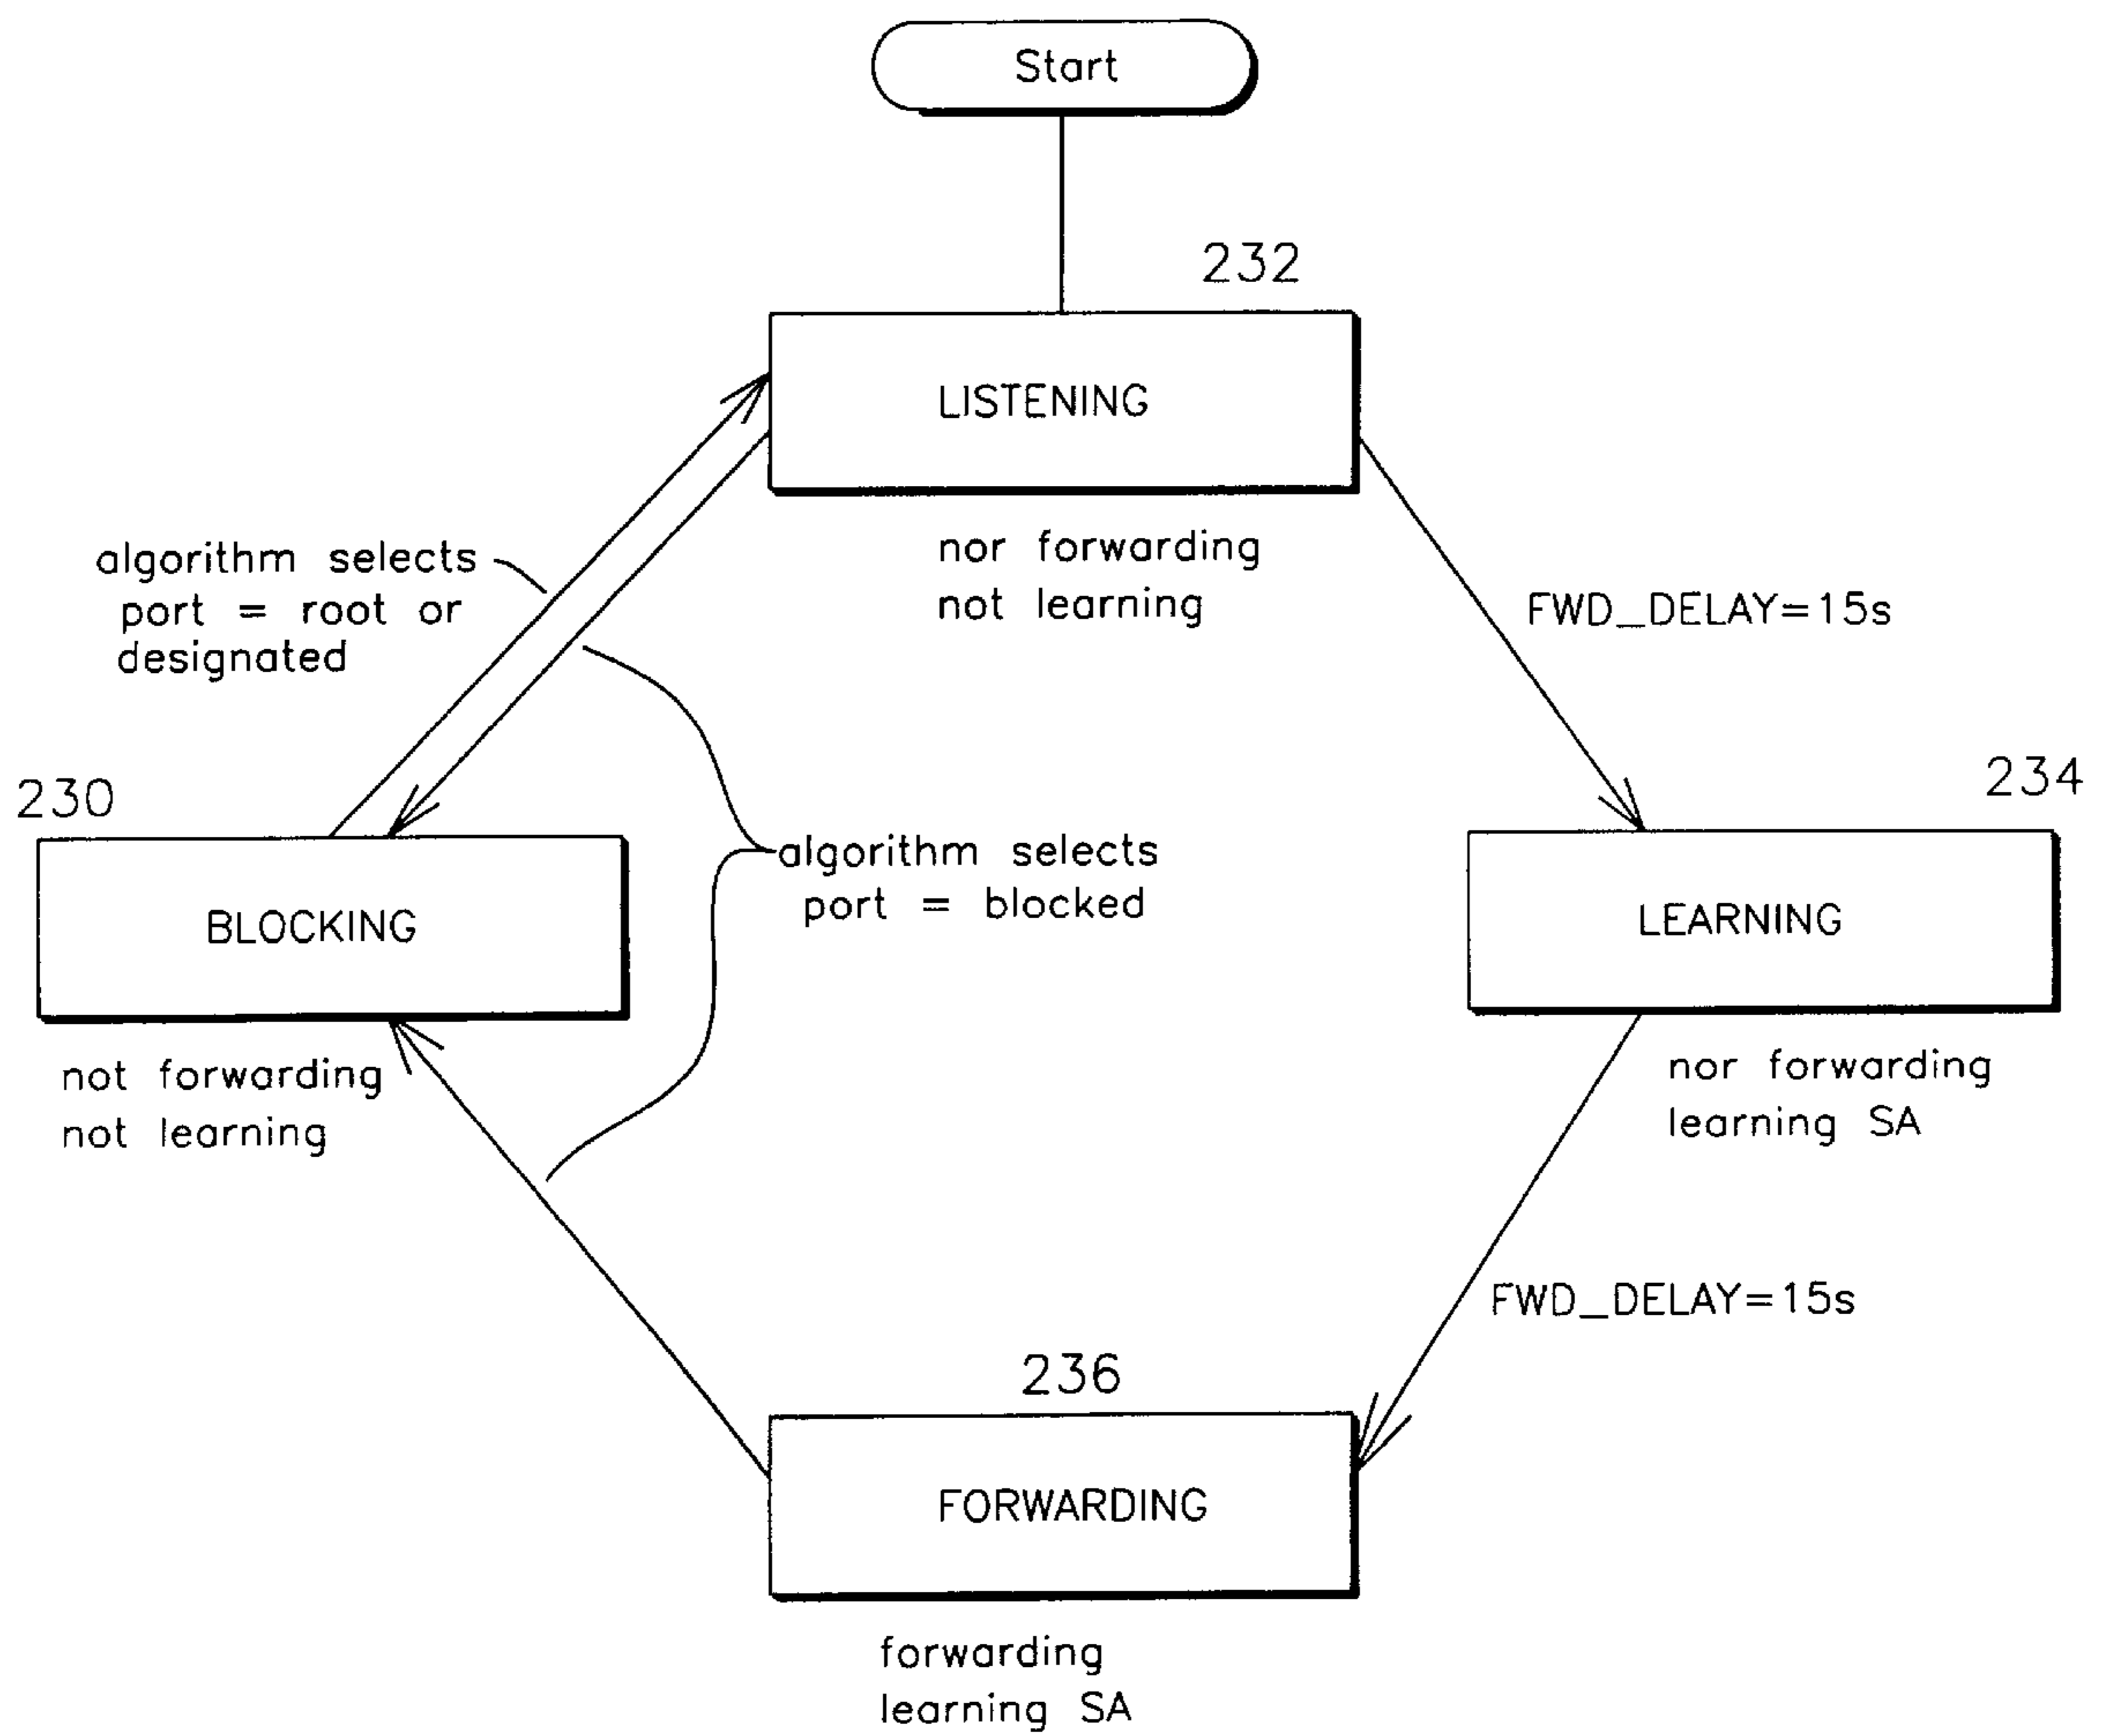 Start
232
LISTENING
nor forwarding
not learning
algorithm selects
port = root or
designated
FWD_DELAY=15s
230
BLOCKING
not forwarding
not learning
algorithm selects
port = blocked
234
LEARNING
nor forwarding
learning SA
FWD_DELAY=15s
236
FORWARDING
forwarding
learning SA